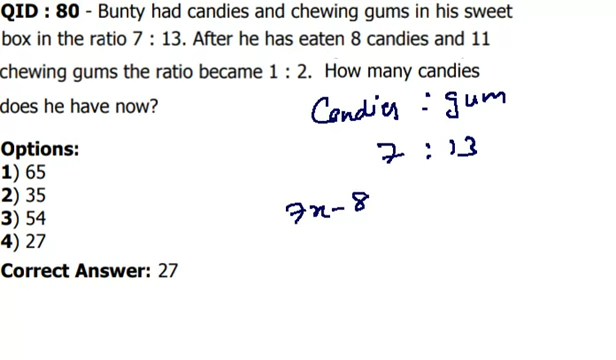 QID : 80 - Bunty had candies and chewing gums in his sweet
box in the ratio 7 : 13. After he has eaten 8 candies and 11
chewing gums the ratio became 1 : 2. How many candies
does he have now?
Candies : gum
7 : 13
7x - 8
Options:
1) 65
2) 35
3) 54
4) 27
Correct Answer: 27